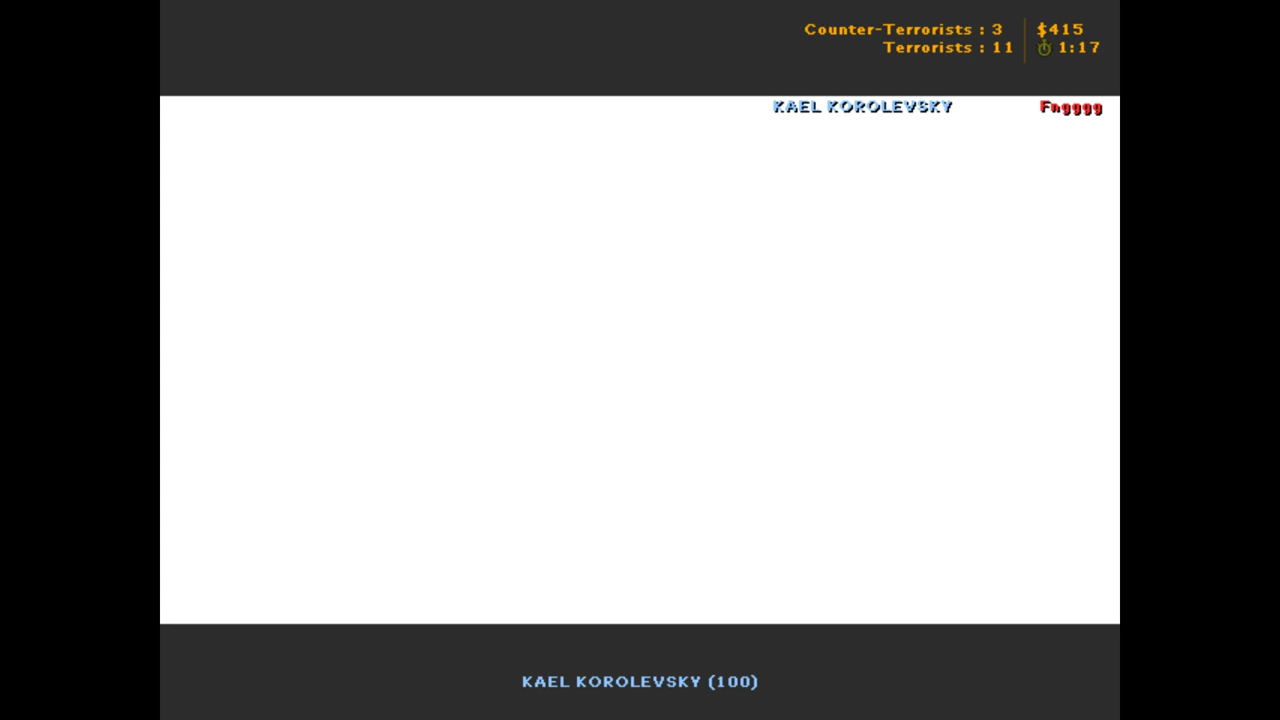 Counter-Terrorists : 3 $415
Terrorists : 11 1:17
KAEL KOROLEVSKY Fngggg
KAEL KOROLEVSKY (100)